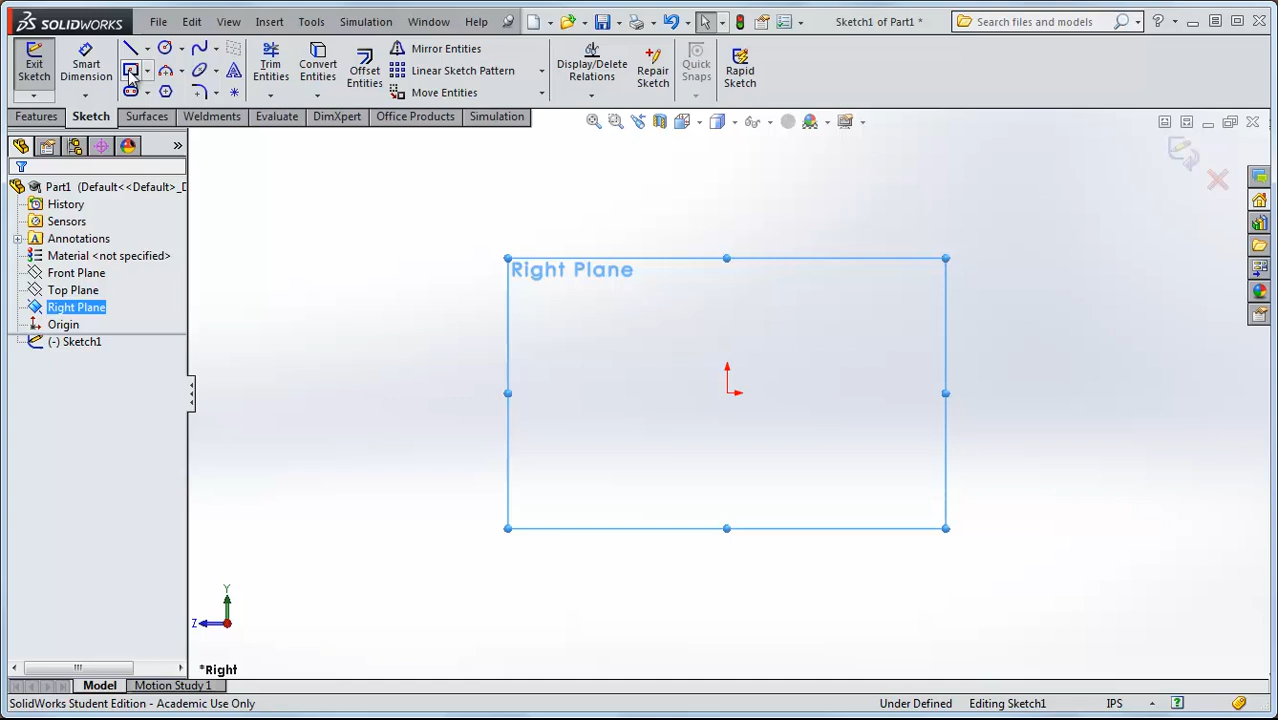 SOLIDWORKS File Edit View Insert Tools Simulation Window Help Sketch1 of Part1 * Search files and models
Exit Sketch
Smart Dimension
Trim Entities
Convert Entities
Offset Entities
Mirror Entities
Linear Sketch Pattern
Move Entities
Display/Delete Relations
Repair Sketch
Quick Snaps
Rapid Sketch
Features Sketch Surfaces Weldments Evaluate DimXpert Office Products Simulation
Part1 (Default<<Default>_D
History
Sensors
Annotations
Material <not specified>
Front Plane
Top Plane
Right Plane
Origin
(-) Sketch1
Right Plane
Y
Z
*Right
Model Motion Study 1
SolidWorks Student Edition - Academic Use Only Under Defined Editing Sketch1 IPS